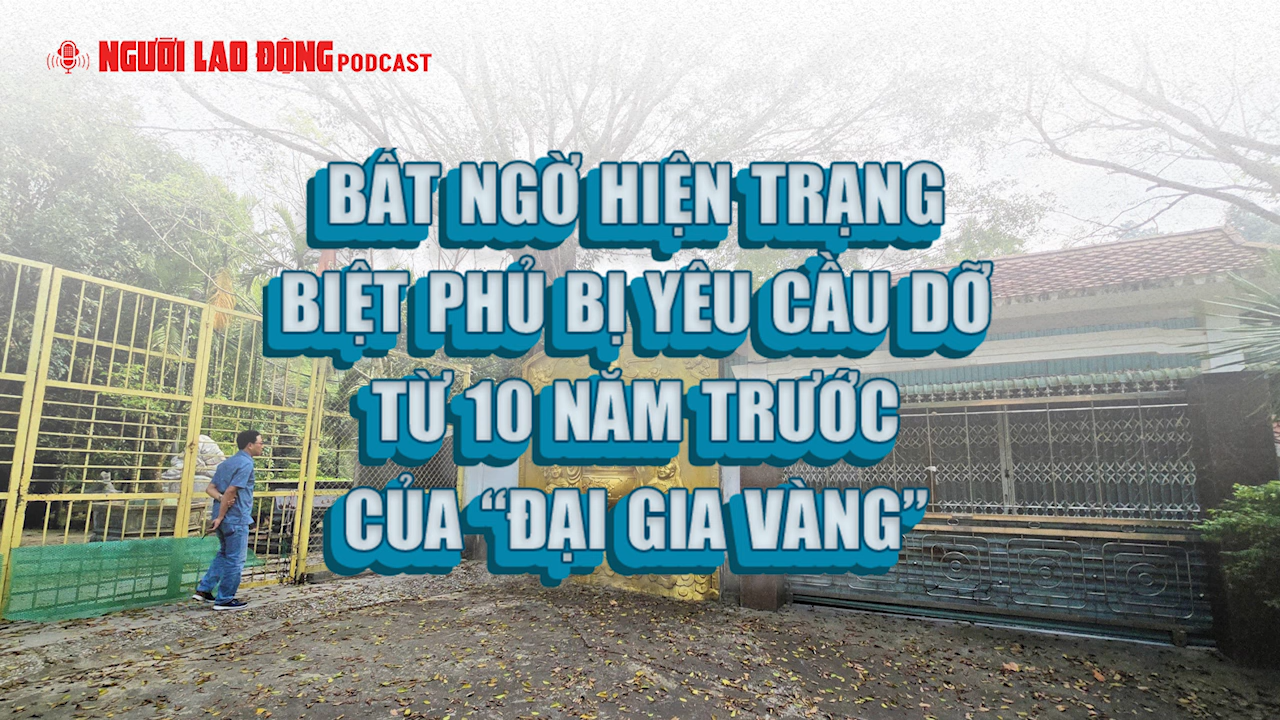 NGƯỜI LAO ĐỘNG PODCAST
BẤT NGỜ HIỆN TRẠNG
BIỆT PHỦ BỊ YÊU CẦU DỠ
TỪ 10 NĂM TRƯỚC
CỦA “ĐẠI GIA VÀNG”